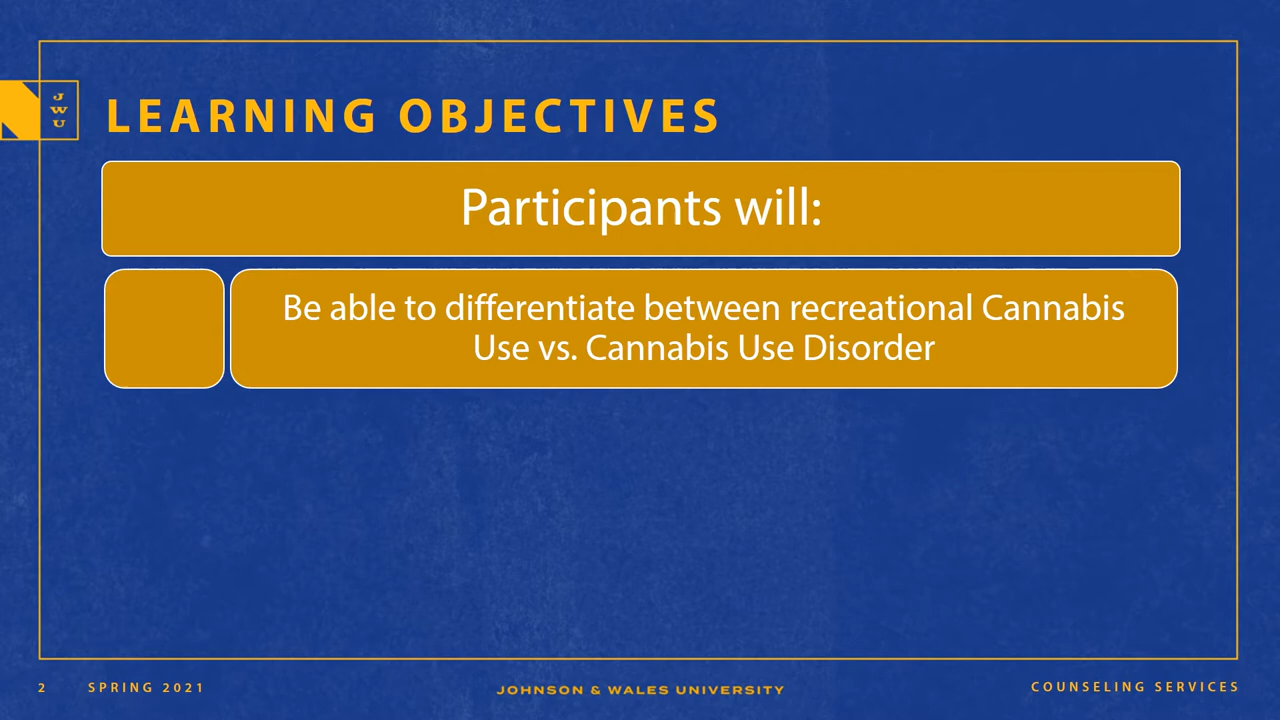 J
W
U
LEARNING OBJECTIVES
Participants will:
Be able to differentiate between recreational Cannabis
Use vs. Cannabis Use Disorder
2 SPRING 2021
JOHNSON & WALES UNIVERSITY
COUNSELING SERVICES